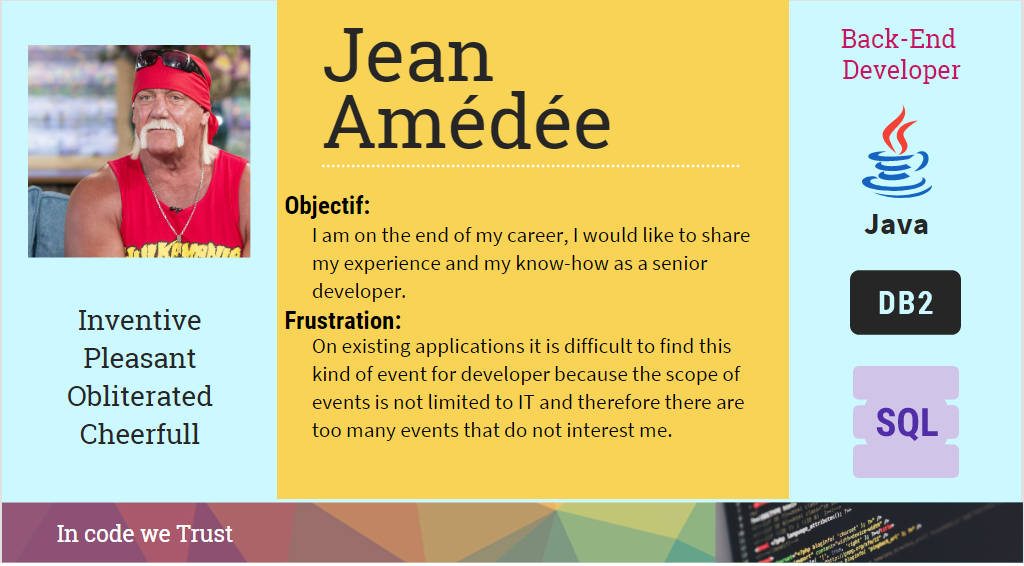 Jean
Amédée
Back-End
Developer
Java
DB2
SQL
Objectif:
I am on the end of my career, I would like to share
my experience and my know-how as a senior
developer.
Frustration:
On existing applications it is difficult to find this
kind of event for developer because the scope of
events is not limited to IT and therefore there are
too many events that do not interest me.
Inventive
Pleasant
Obliterated
Cheerfull
In code we Trust